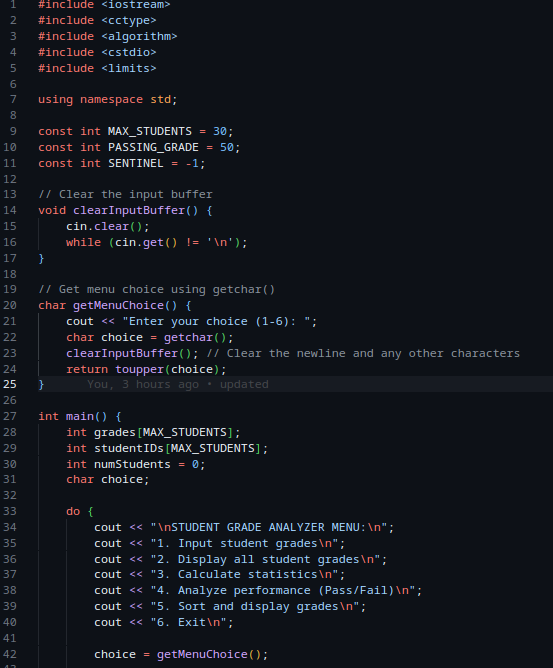 1 #include <iostream>
2 #include <cctype>
3 #include <algorithm>
4 #include <cstdio>
5 #include <limits>
6
7 using namespace std;
8
9 const int MAX_STUDENTS = 30;
10 const int PASSING_GRADE = 50;
11 const int SENTINEL = -1;
12
13 // Clear the input buffer
14 void clearInputBuffer() {
15     cin.clear();
16     while (cin.get() != '\n');
17 }
18
19 // Get menu choice using getchar()
20 char getMenuChoice() {
21     cout << "Enter your choice (1-6): ";
22     char choice = getchar();
23     clearInputBuffer(); // Clear the newline and any other characters
24     return toupper(choice);
25 }      You, 3 hours ago • updated
26
27 int main() {
28     int grades[MAX_STUDENTS];
29     int studentIDs[MAX_STUDENTS];
30     int numStudents = 0;
31     char choice;
32
33     do {
34         cout << "\nSTUDENT GRADE ANALYZER MENU:\n";
35         cout << "1. Input student grades\n";
36         cout << "2. Display all student grades\n";
37         cout << "3. Calculate statistics\n";
38         cout << "4. Analyze performance (Pass/Fail)\n";
39         cout << "5. Sort and display grades\n";
40         cout << "6. Exit\n";
41
42         choice = getMenuChoice();